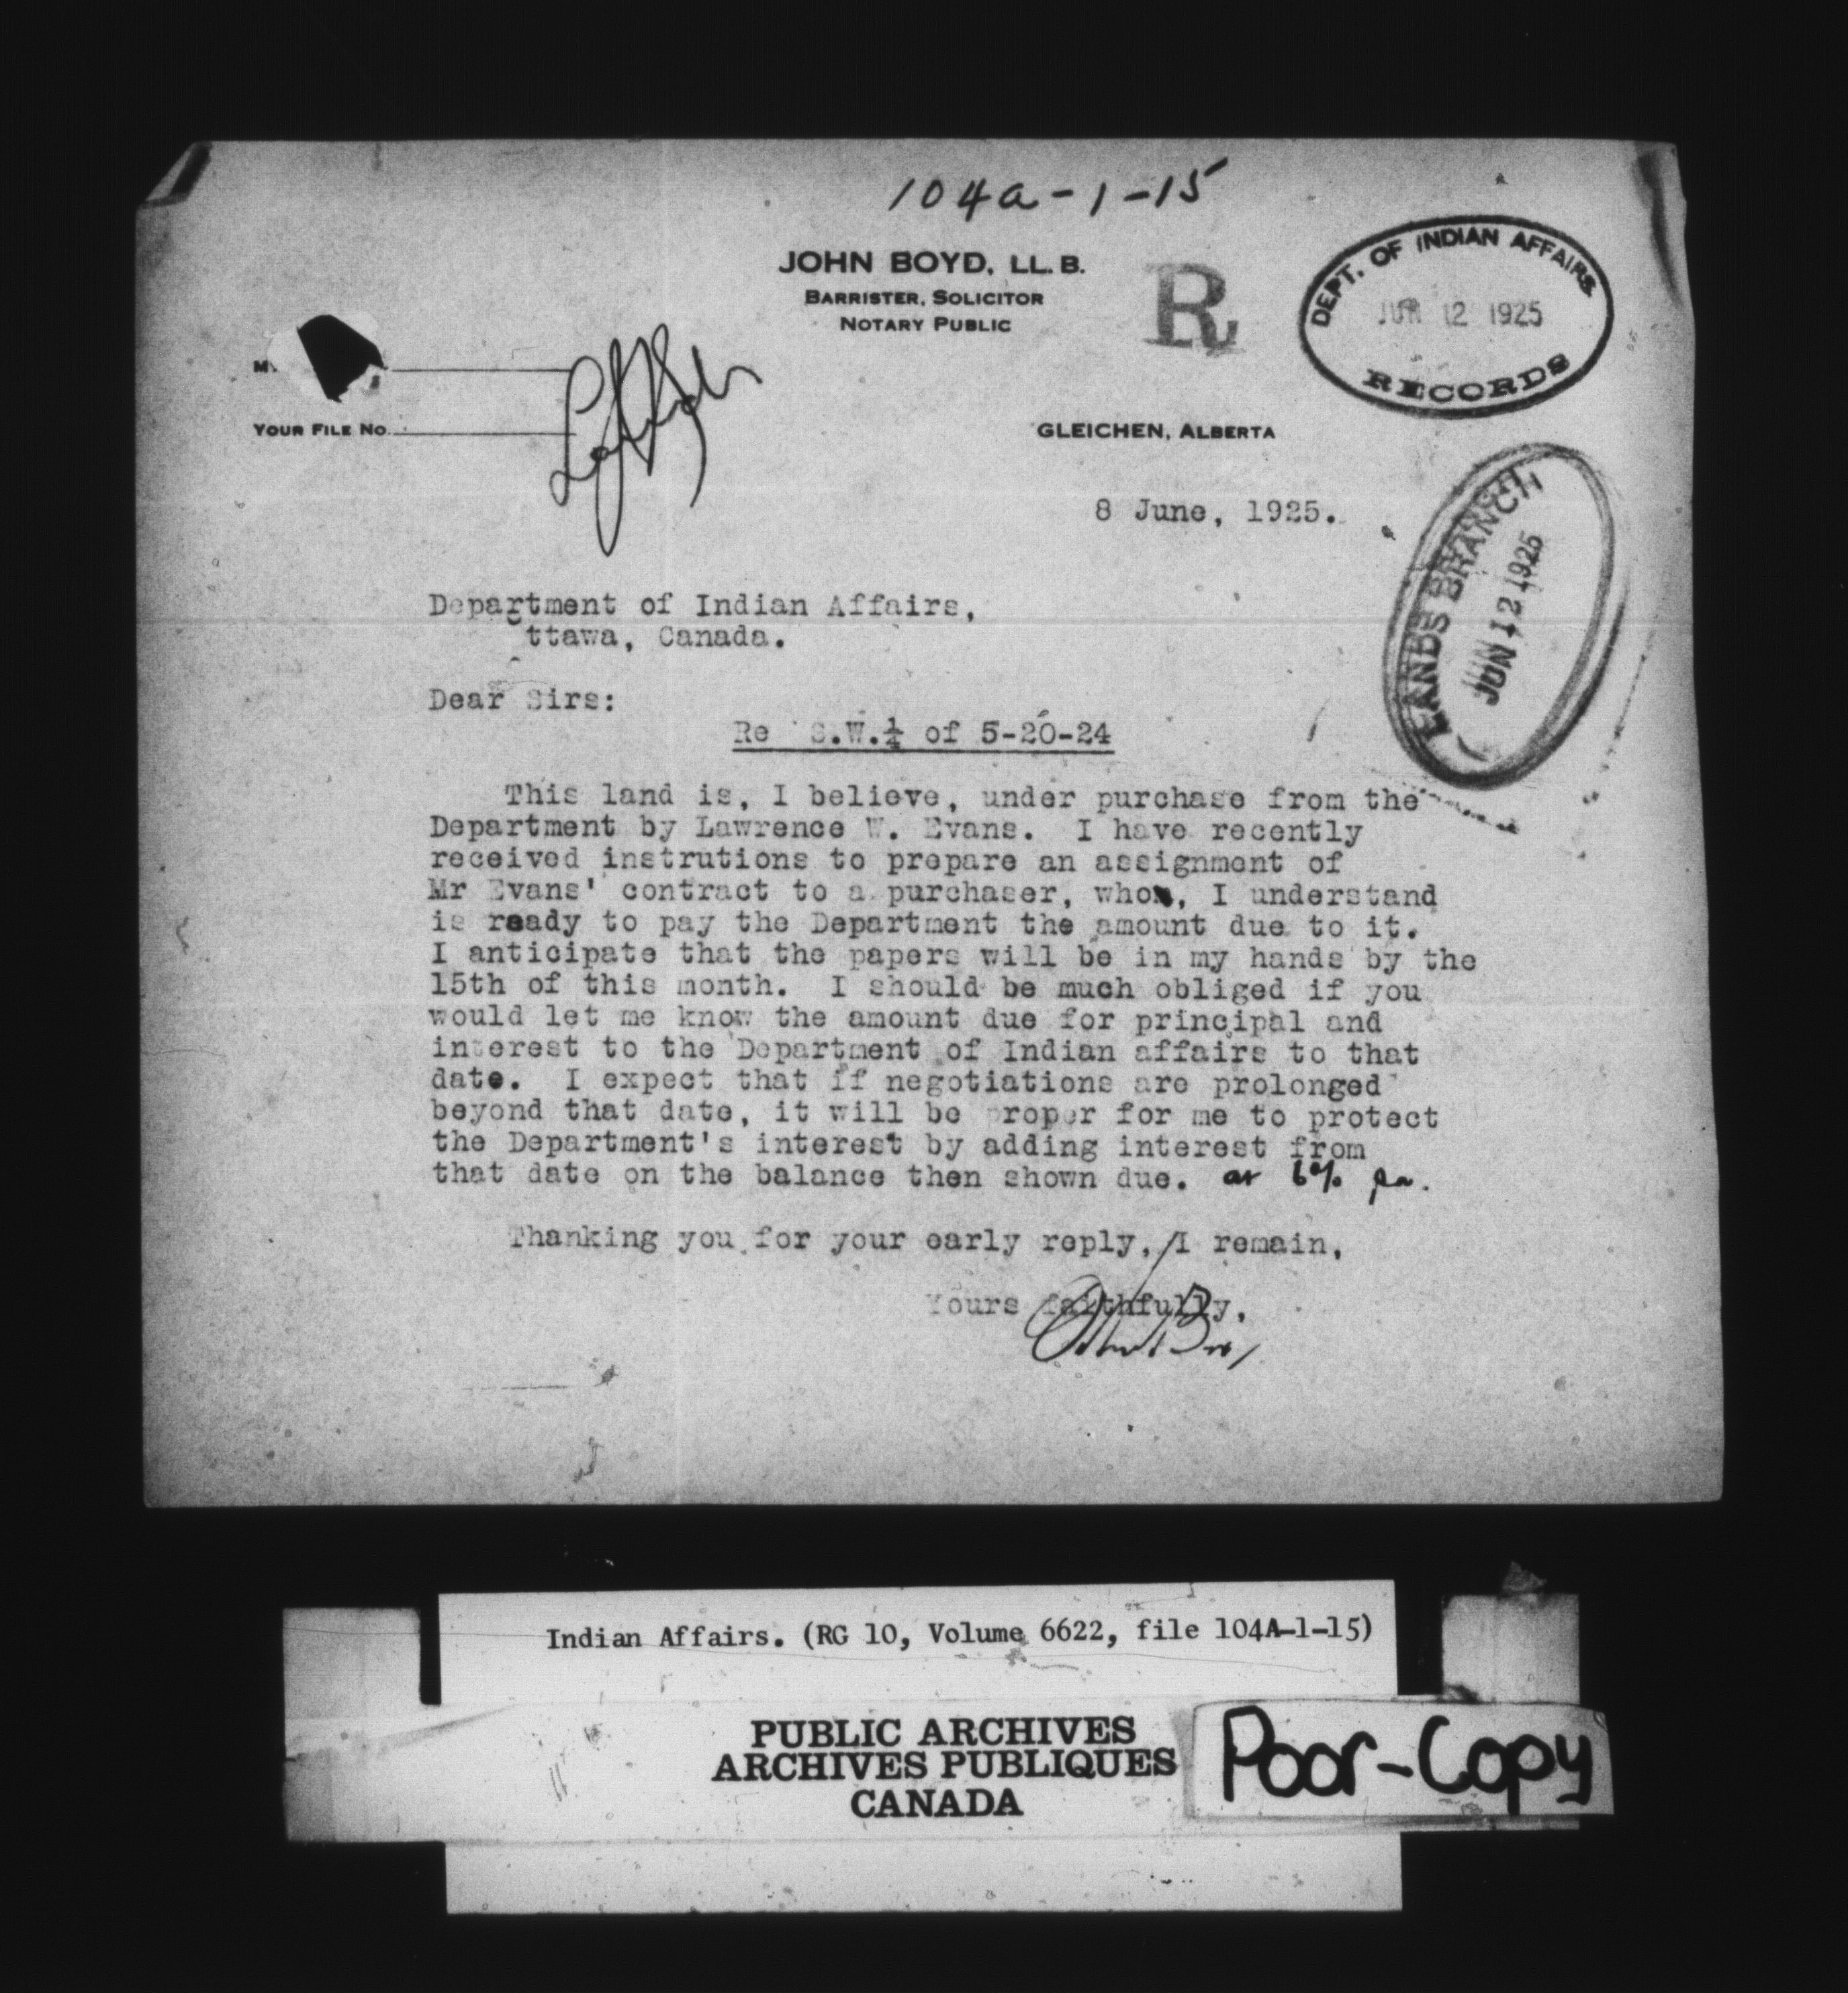 104a-1-15
JOHN BOYD, LL. B.
BARRISTER, SOLICITOR
NOTARY PUBLIC
R
DEPT. OF INDIAN AFFAIRS.
JUN 12 1925
RECORDS
YOUR FILE NO.
GLEICHEN, ALBERTA
8 June, 1925.
LANDS BRANCH
JUN 12 1925
Department of Indian Affairs,
Ottawa, Canada.
Dear Sirs:
Re S.W.¼ of 5-20-24
This land is, I believe, under purchase from the
Department by Lawrence W. Evans. I have recently
received instrutions to prepare an assignment of
Mr Evans' contract to a purchaser, who, I understand
is ready to pay the Department the amount due to it.
I anticipate that the papers will be in my hands by the
15th of this month. I should be much obliged if you
would let me know the amount due for principal and
interest to the Department of Indian affairs to that
date. I expect that if negotiations are prolonged
beyond that date, it will be proper for me to protect
the Department's interest by adding interest from
that date on the balance then shown due. at 6% pa.
Thanking you for your early reply, I remain,
Yours faithfully,
Indian Affairs. (RG 10, Volume 6622, file 104A-1-15)
PUBLIC ARCHIVES
ARCHIVES PUBLIQUES
CANADA
Poor-Copy